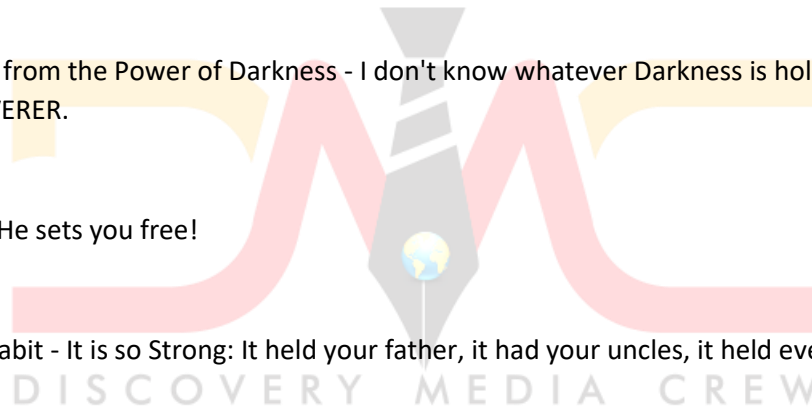 from the Power of Darkness - I don't know whatever Darkness is hol
ERER.
He sets you free!
abit - It is so Strong: It held your father, it had your uncles, it held eve
DISCOVERY MEDIA CREW